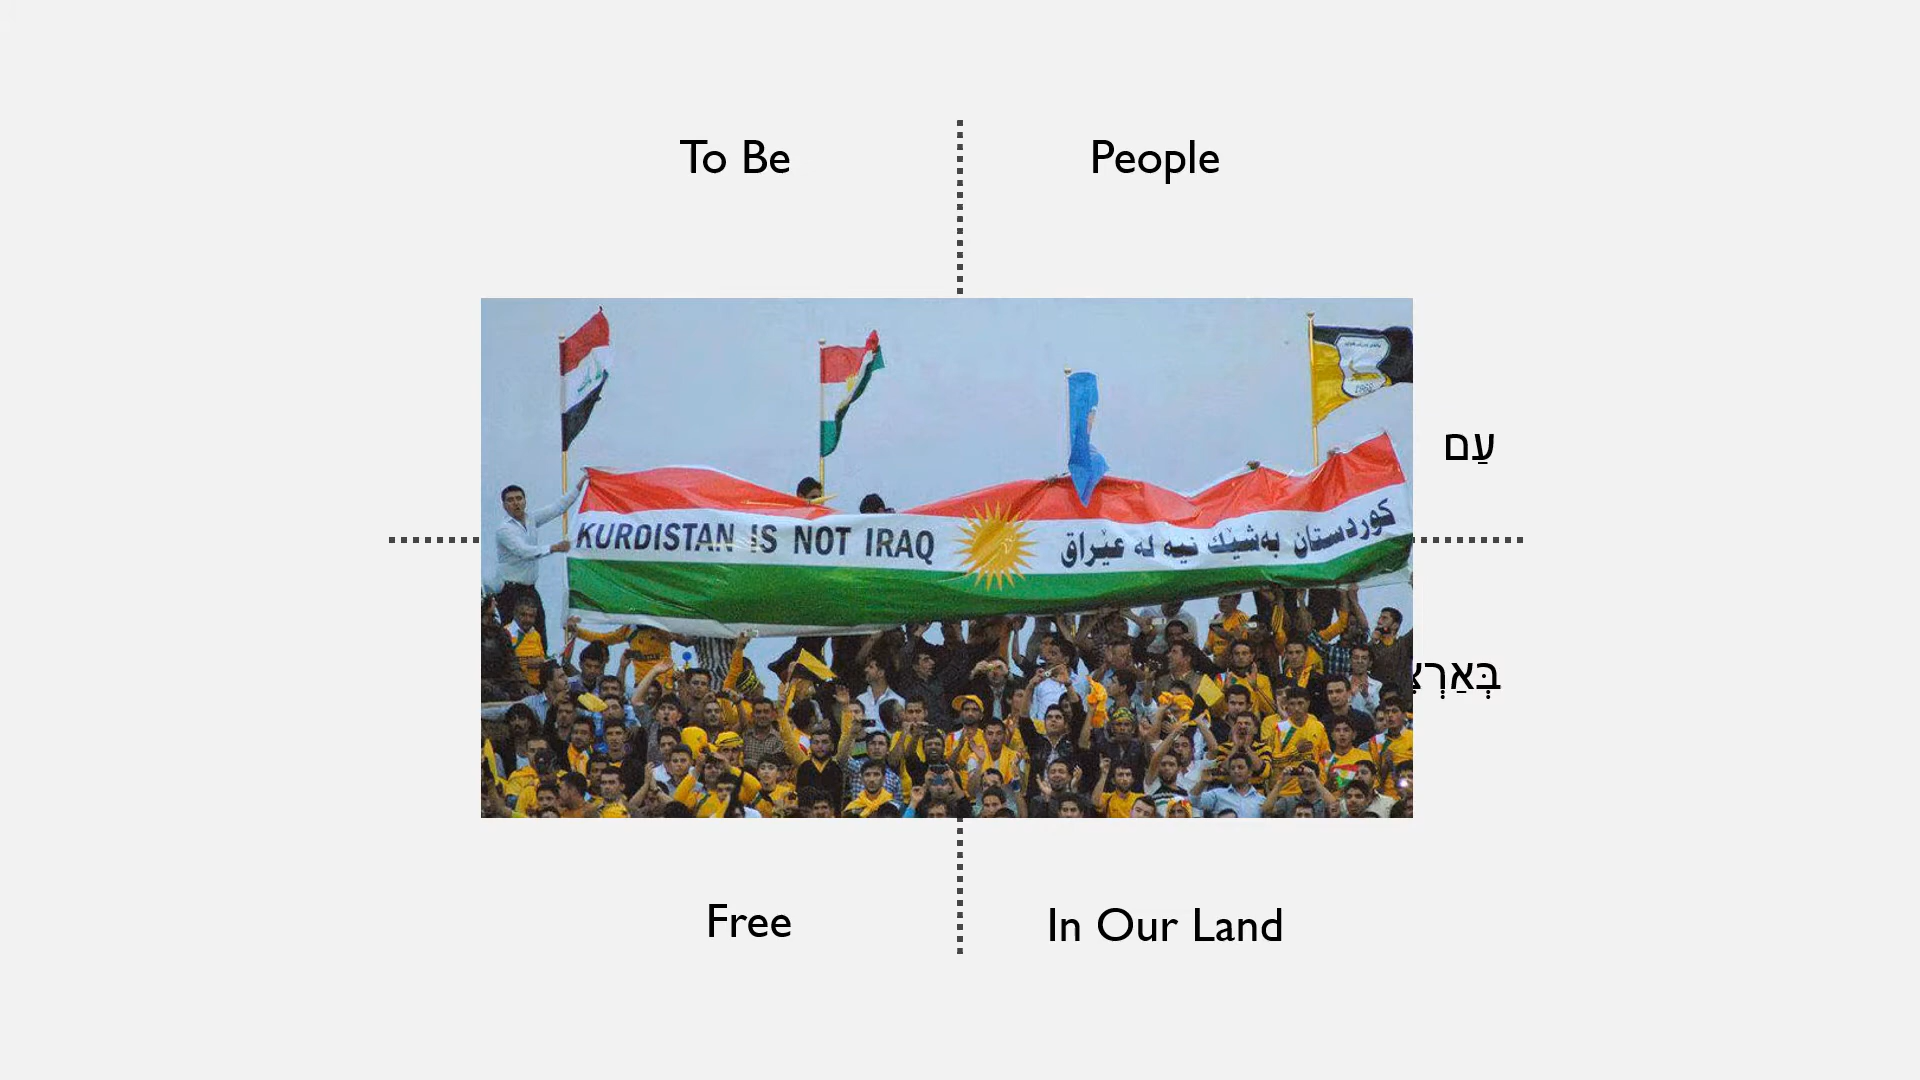 To Be
People
עַם
KURDISTAN IS NOT IRAQ
كوردستان بەشێك نیە لە عێراق
Free
In Our Land